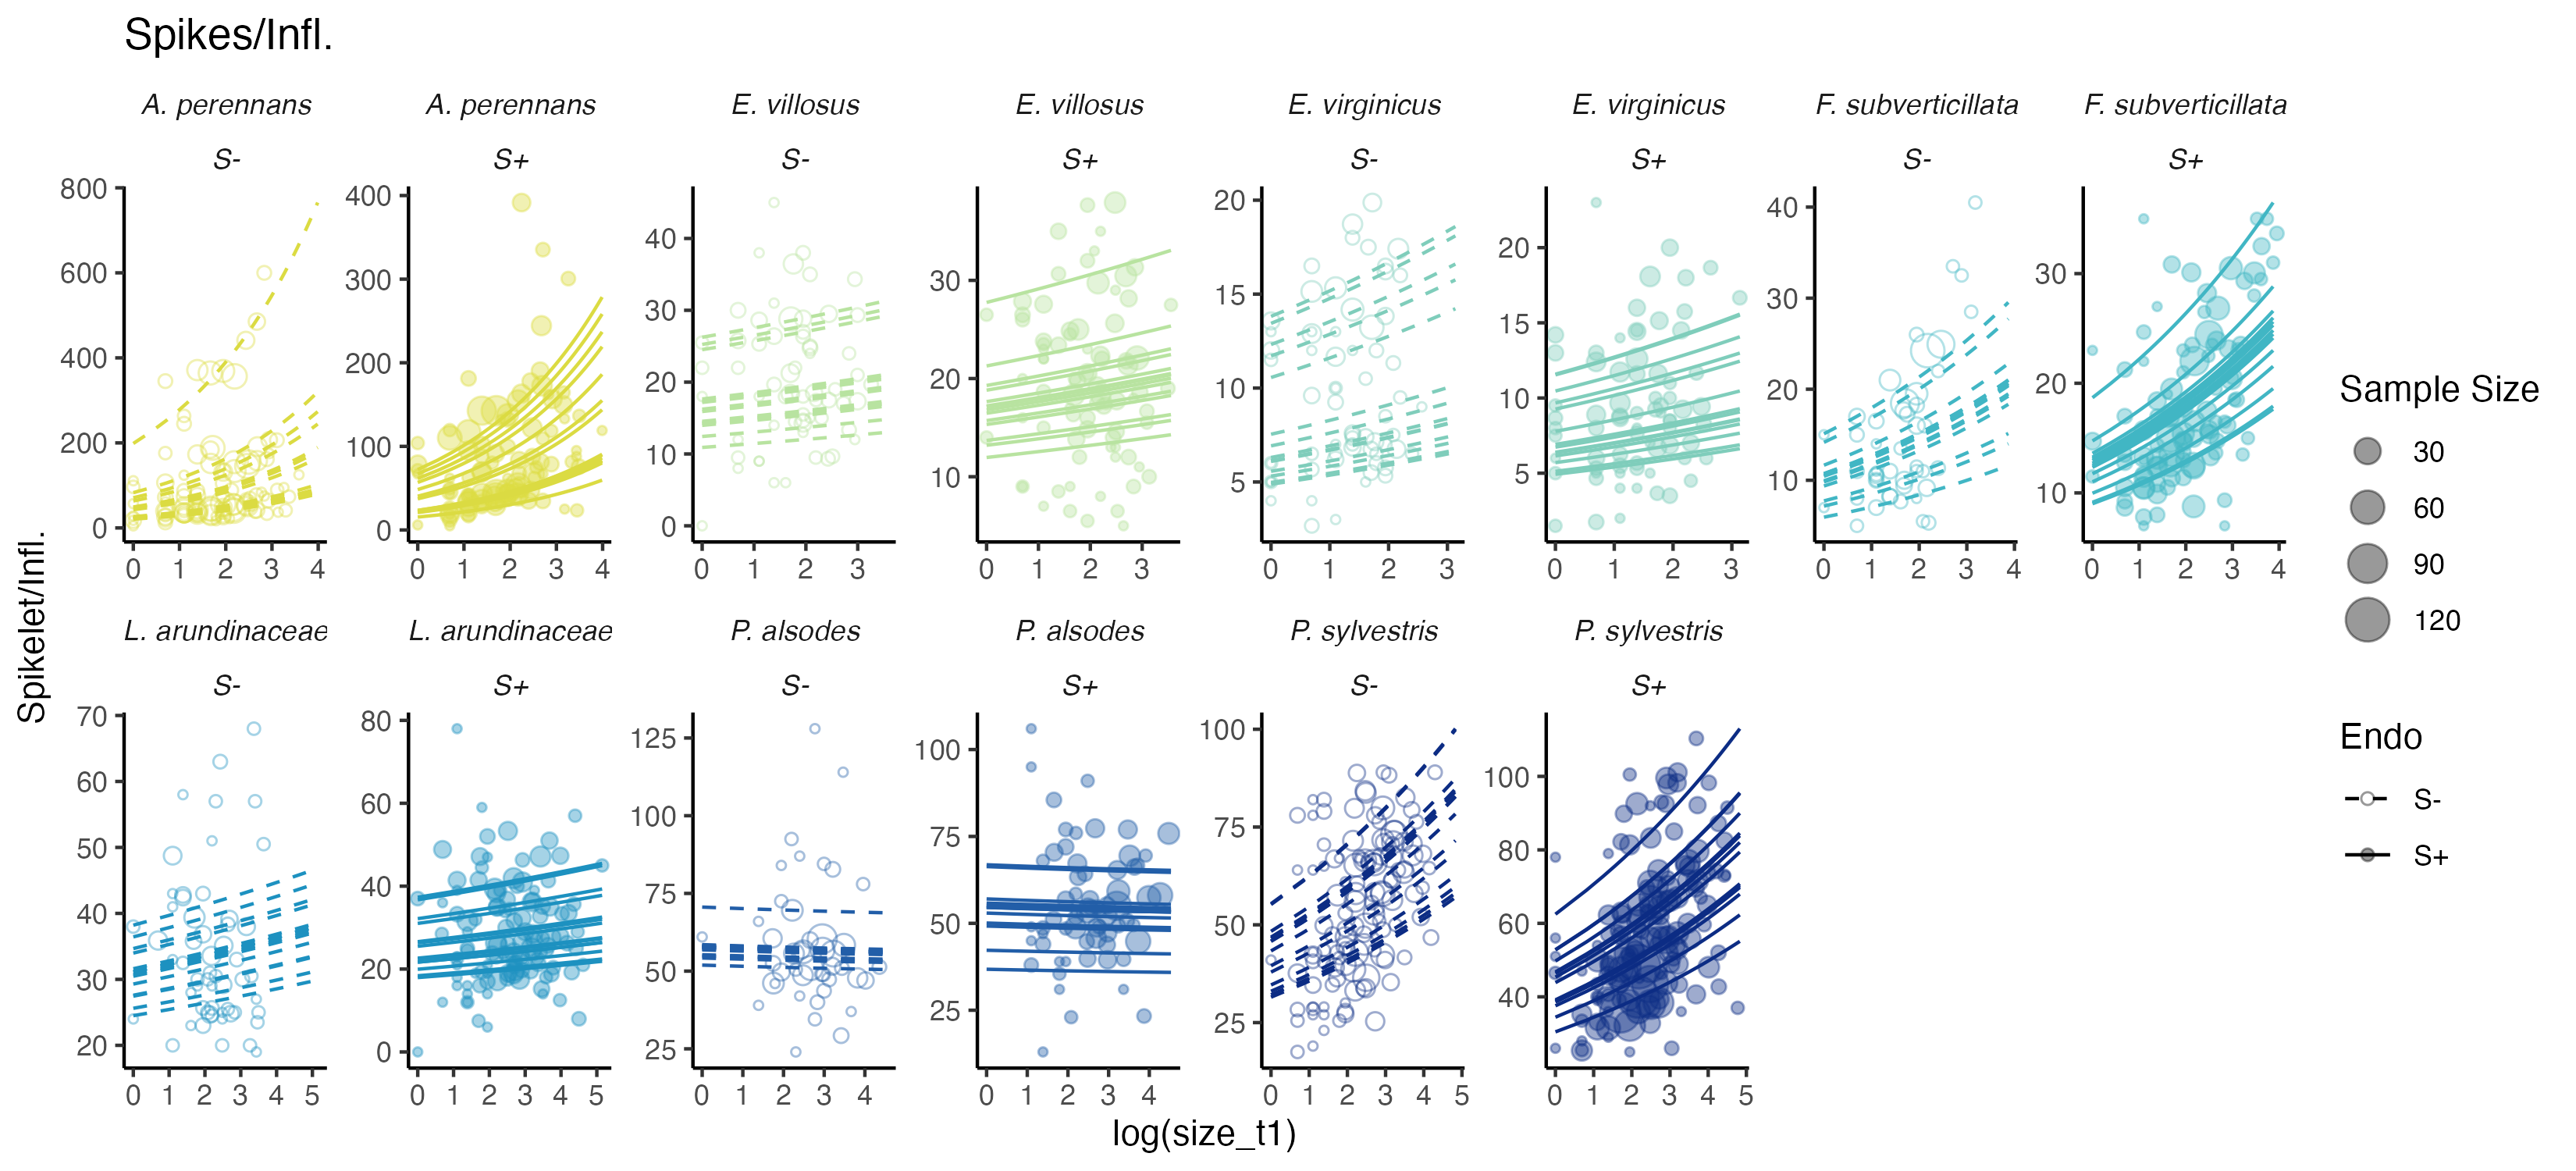 Spikes/Infl.
A. perennans A. perennans E. villosus E. villosus E. virginicus E. virginicus F. subverticillata F. subverticillata
S- S+ S- S+ S- S+ S- S+
800 600 400 200 0
400 300 200 100 0
40 30 20 10 0
30 20 10
20 15 10 5
20 15 10 5
40 30 20 10
30 20 10
0 1 2 3 4 0 1 2 3 4 0 1 2 3 0 1 2 3 0 1 2 3 0 1 2 3 0 1 2 3 4 0 1 2 3 4
Spikelet/Infl.
L. arundinaceae L. arundinaceae P. alsodes P. alsodes P. sylvestris P. sylvestris
S- S+ S- S+ S- S+
70 60 50 40 30 20
80 60 40 20 0
125 100 75 50 25
100 75 50 25
100 75 50 25
100 80 60 40
0 1 2 3 4 5 0 1 2 3 4 5 0 1 2 3 4 0 1 2 3 4 0 1 2 3 4 5 0 1 2 3 4 5
log(size_t1)
Sample Size
30
60
90
120
Endo
S-
S+